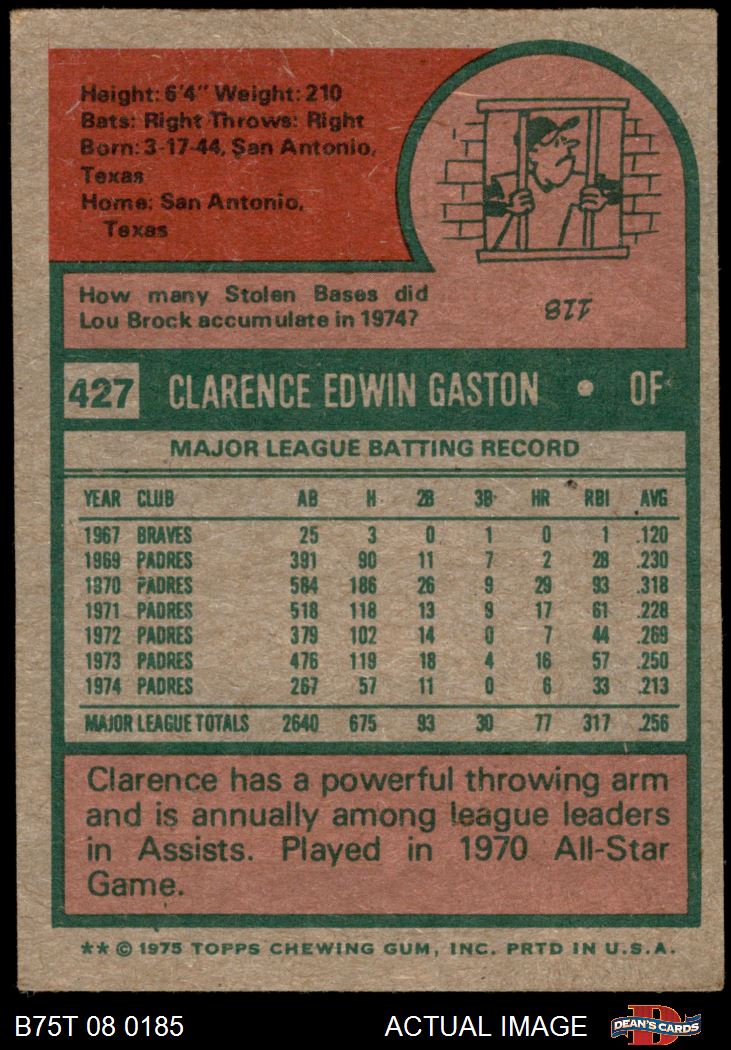 Height: 6'4" Weight: 210
Bats: Right Throws: Right
Born: 3-17-44, San Antonio,
Texas
Home: San Antonio,
Texas
How many Stolen Bases did
Lou Brock accumulate in 1974?
118
427 CLARENCE EDWIN GASTON • OF
MAJOR LEAGUE BATTING RECORD
YEAR CLUB AB H 2B 3B HR RBI AVG
1967 BRAVES 25 3 0 1 0 1 .120
1969 PADRES 391 90 11 7 2 28 .230
1970 PADRES 584 186 26 9 29 93 .318
1971 PADRES 518 118 13 9 17 61 .228
1972 PADRES 379 102 14 0 7 44 .269
1973 PADRES 476 119 18 4 16 57 .250
1974 PADRES 267 57 11 0 6 33 .213
MAJOR LEAGUE TOTALS 2640 675 93 30 77 317 .256
Clarence has a powerful throwing arm
and is annually among league leaders
in Assists. Played in 1970 All-Star
Game.
** © 1975 TOPPS CHEWING GUM, INC. PRTD IN U.S.A.
B75T 08 0185 ACTUAL IMAGE D DEAN'S CARDS